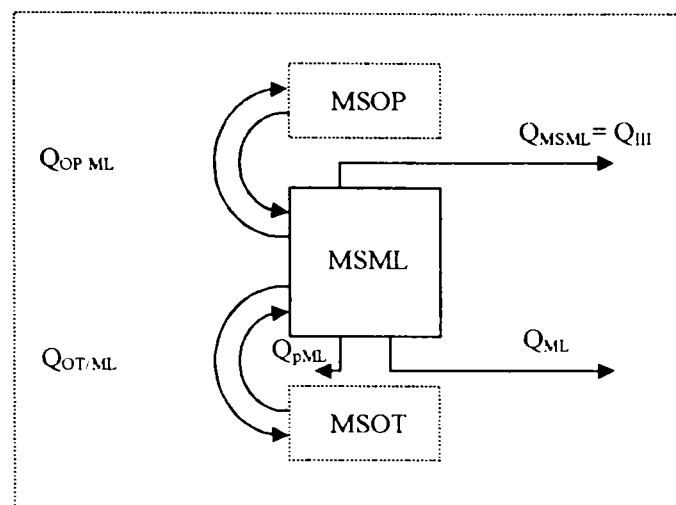 MSOP
Q_MSML = Q_III
Q_OP ML
MSML
Q_pML
Q_ML
Q_OT/ML
MSOT